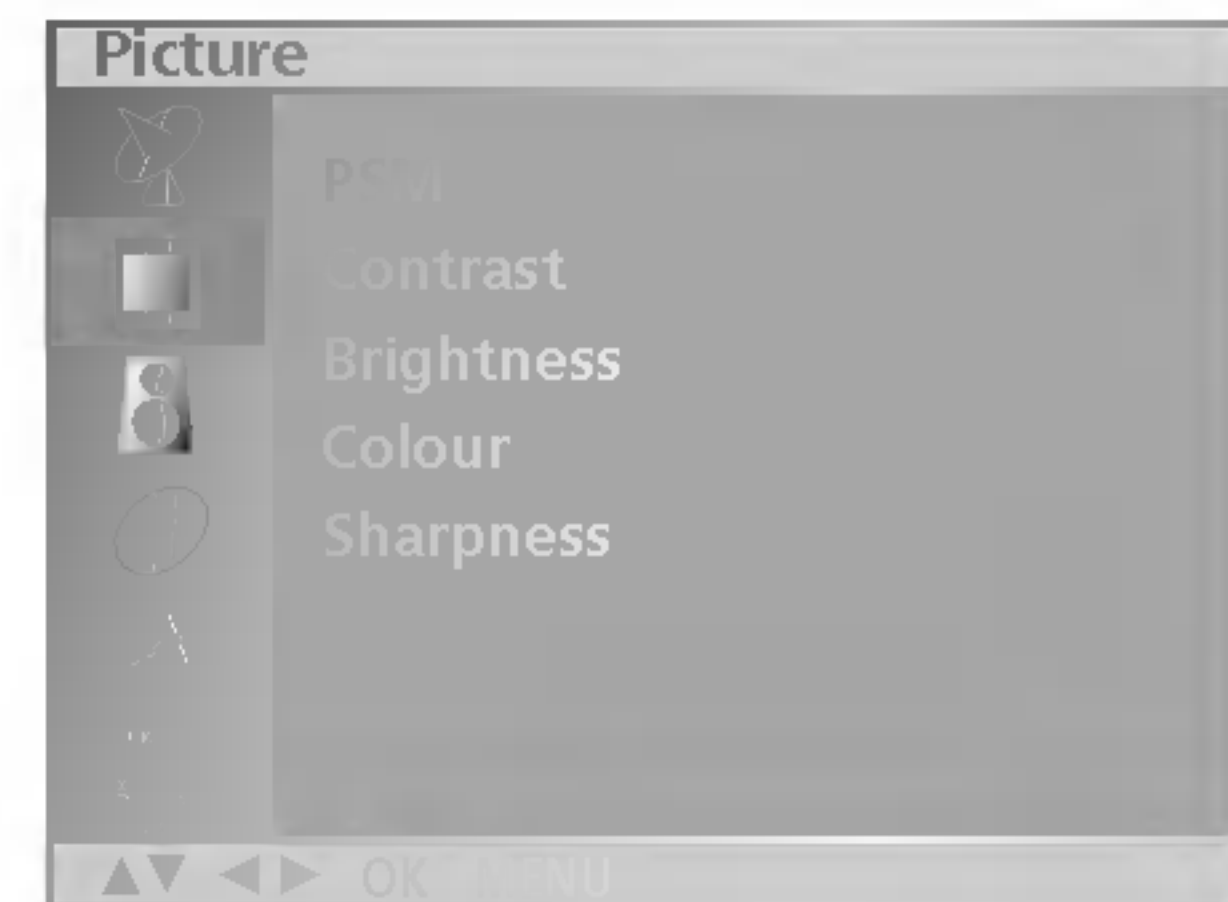 Picture
PSM
Contrast
Brightness
Colour
Sharpness
▲▼ ◀ ▶ OK MENU